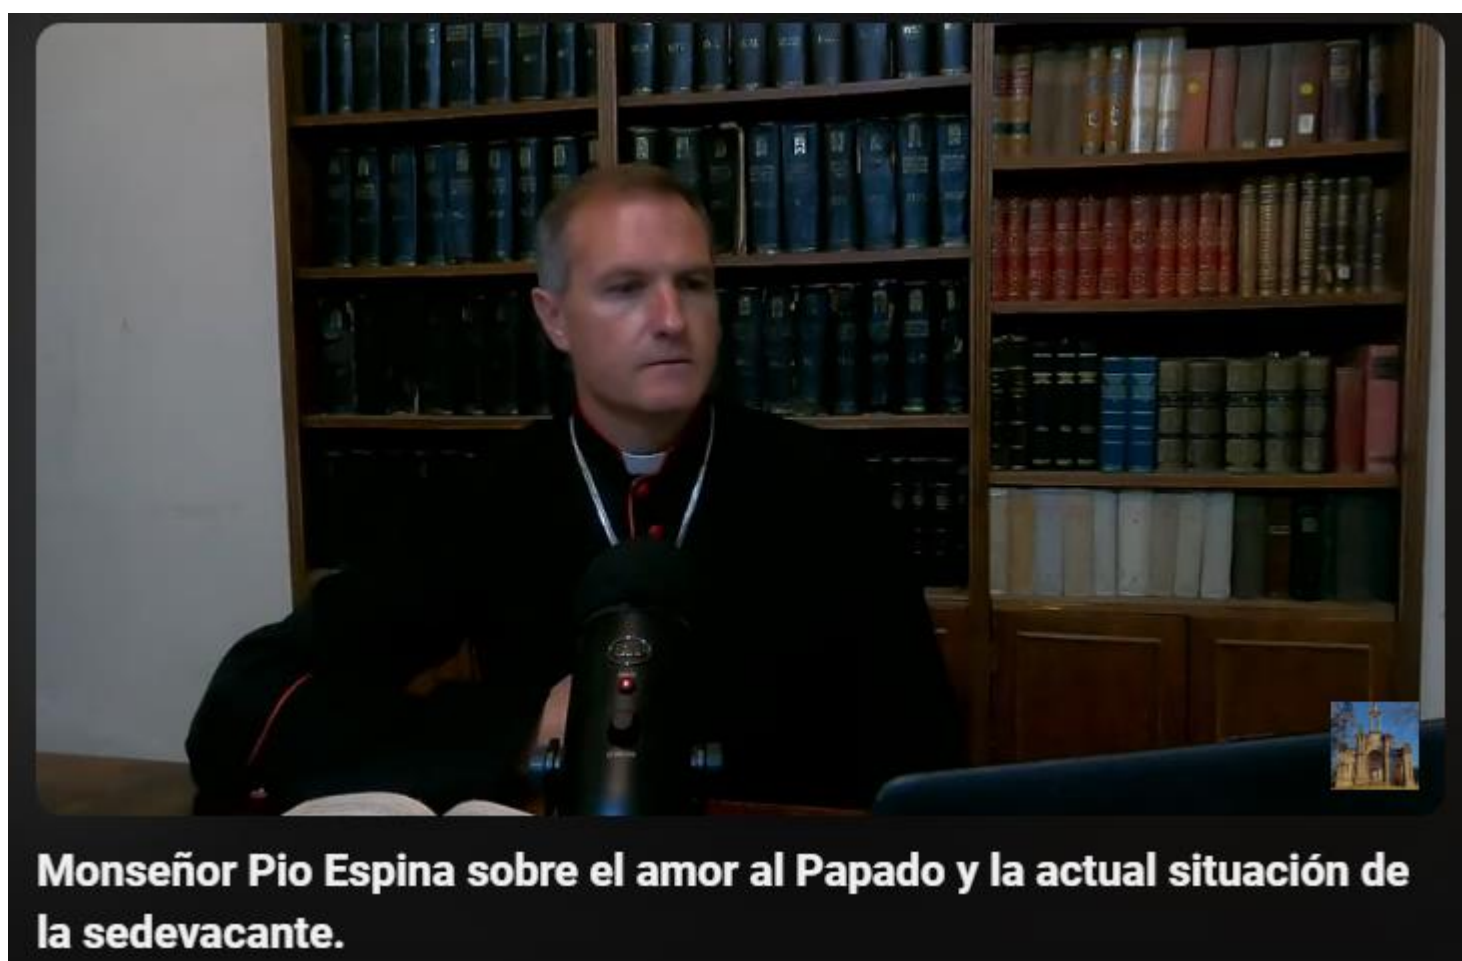 Monseñor Pio Espina sobre el amor al Papado y la actual situación de
la sedevacante.